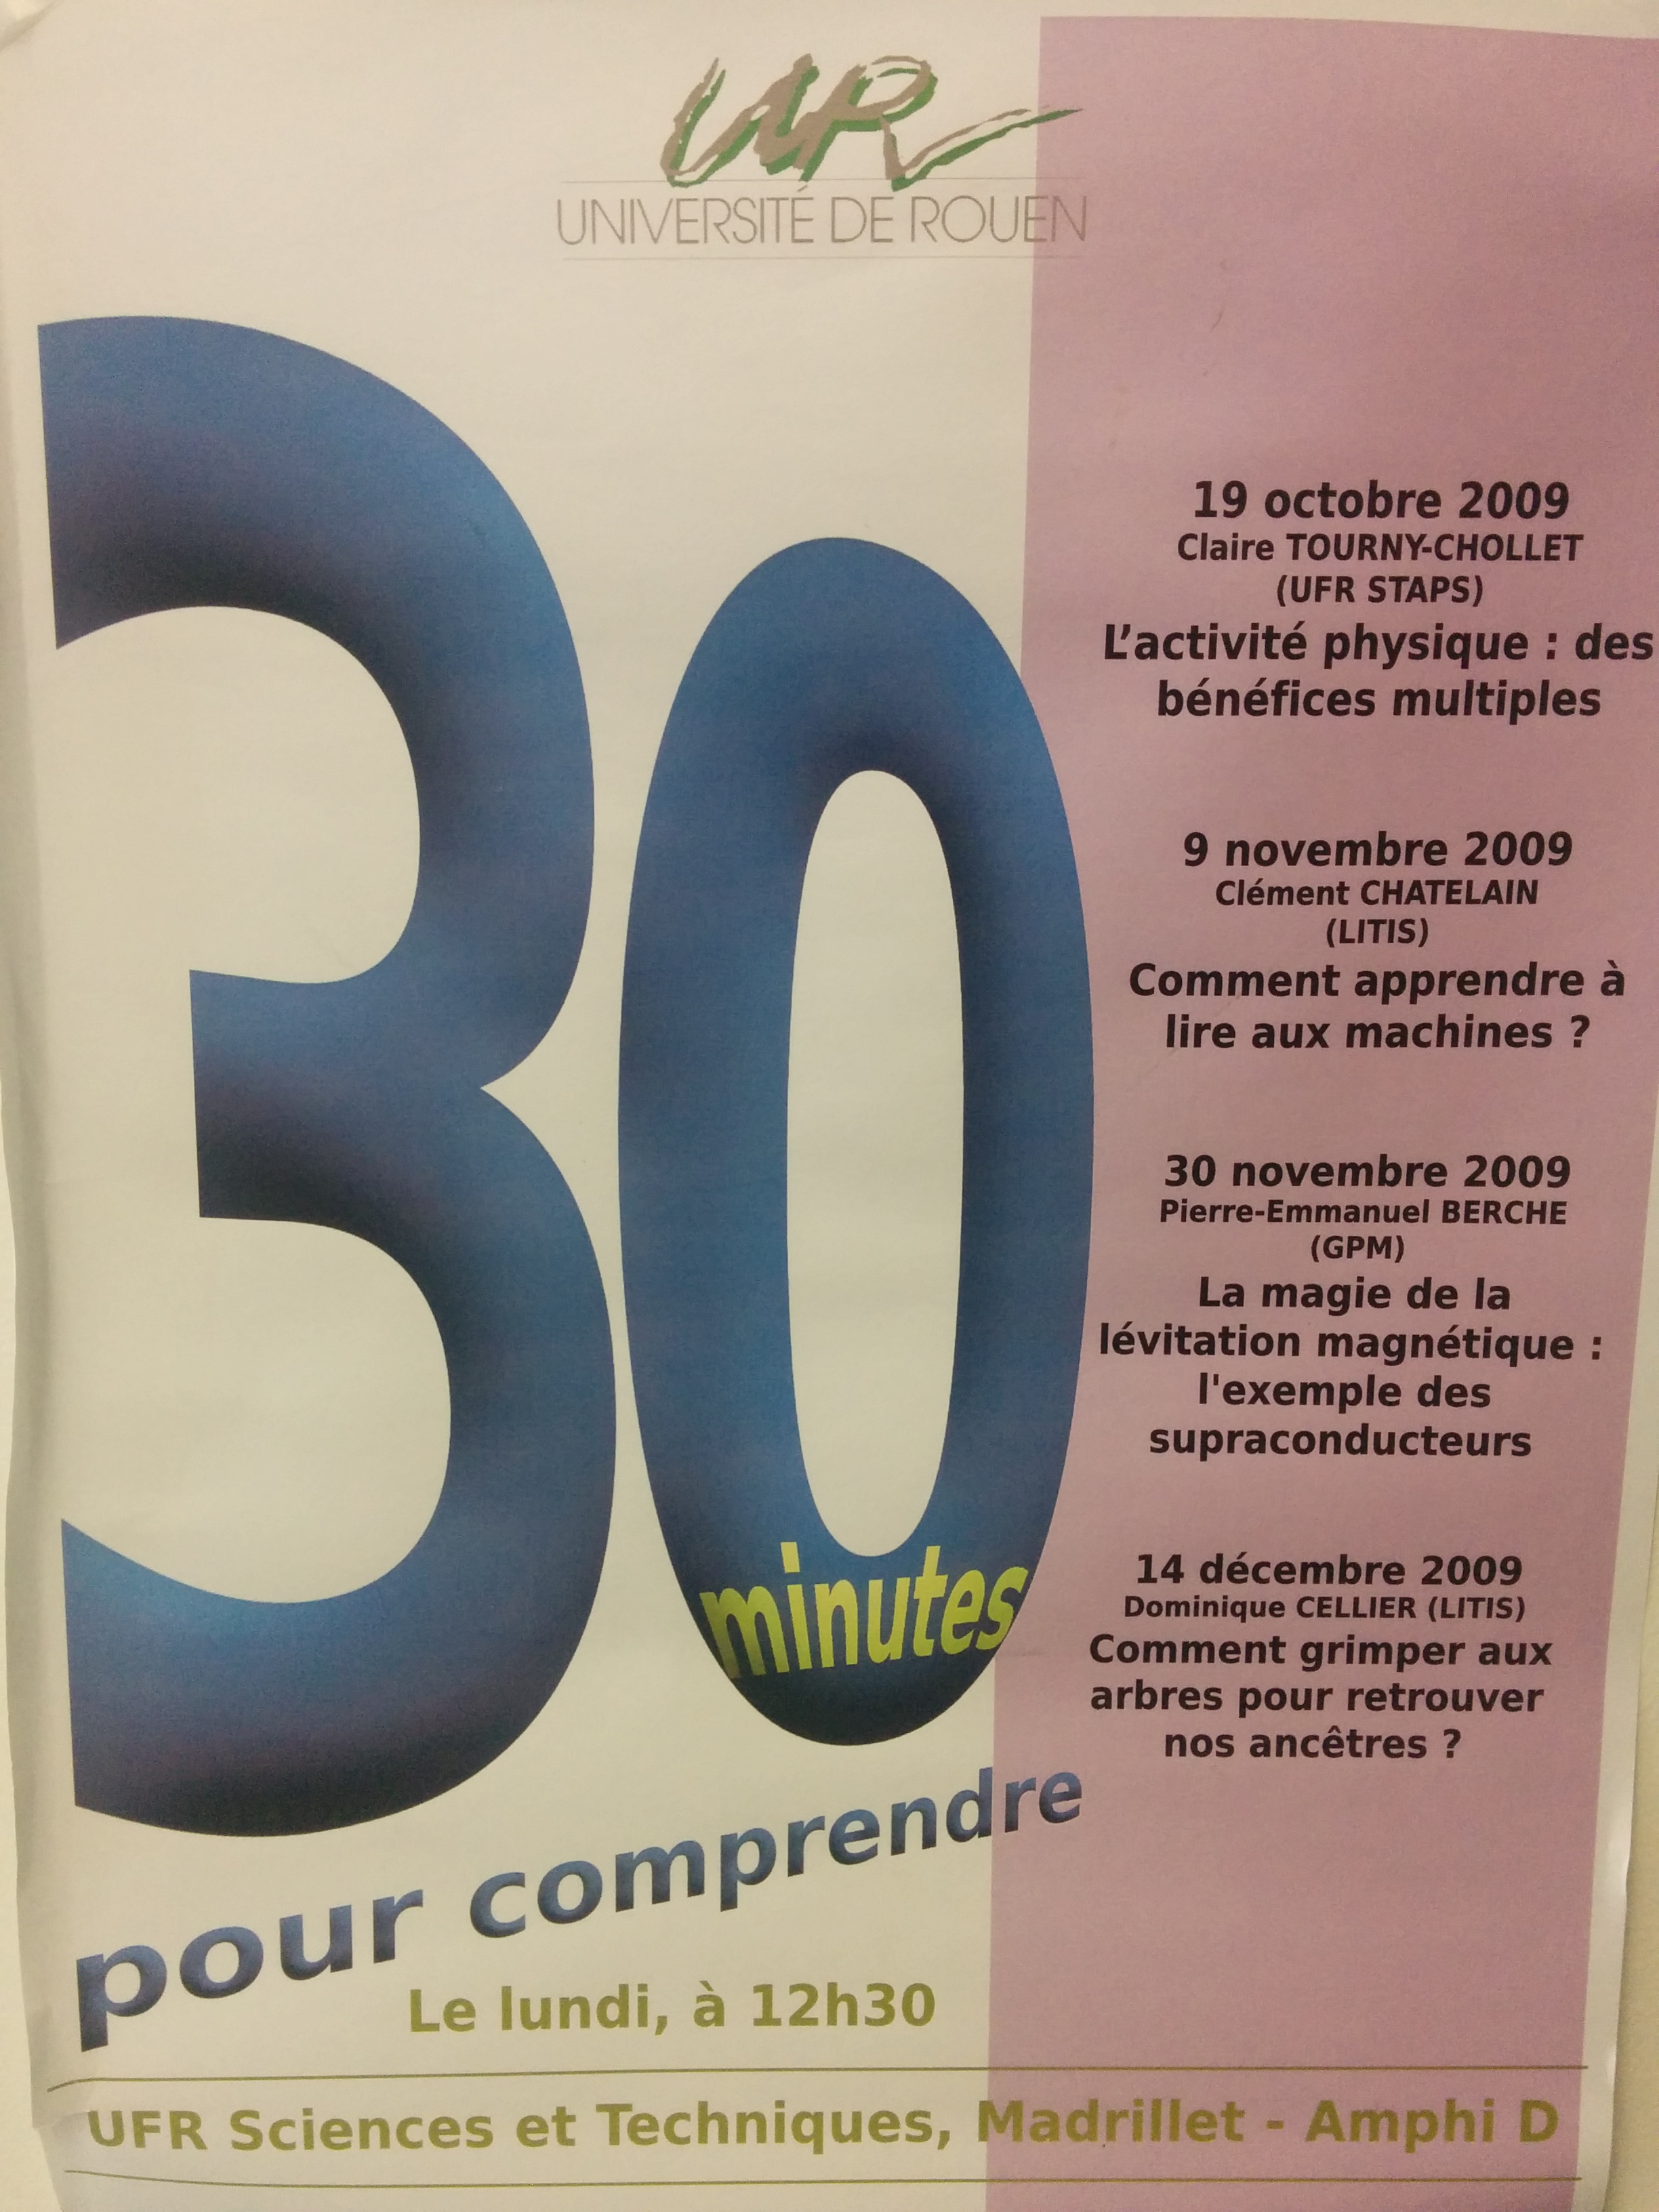 UR
UNIVERSITÉ DE ROUEN
30
minutes
pour comprendre
Le lundi, à 12h30
19 octobre 2009
Claire TOURNY-CHOLLET
(UFR STAPS)
L’activité physique : des
bénéfices multiples
9 novembre 2009
Clément CHATELAIN
(LITIS)
Comment apprendre à
lire aux machines ?
30 novembre 2009
Pierre-Emmanuel BERCHE
(GPM)
La magie de la
lévitation magnétique :
l'exemple des
supraconducteurs
14 décembre 2009
Dominique CELLIER (LITIS)
Comment grimper aux
arbres pour retrouver
nos ancêtres ?
UFR Sciences et Techniques, Madrillet - Amphi D